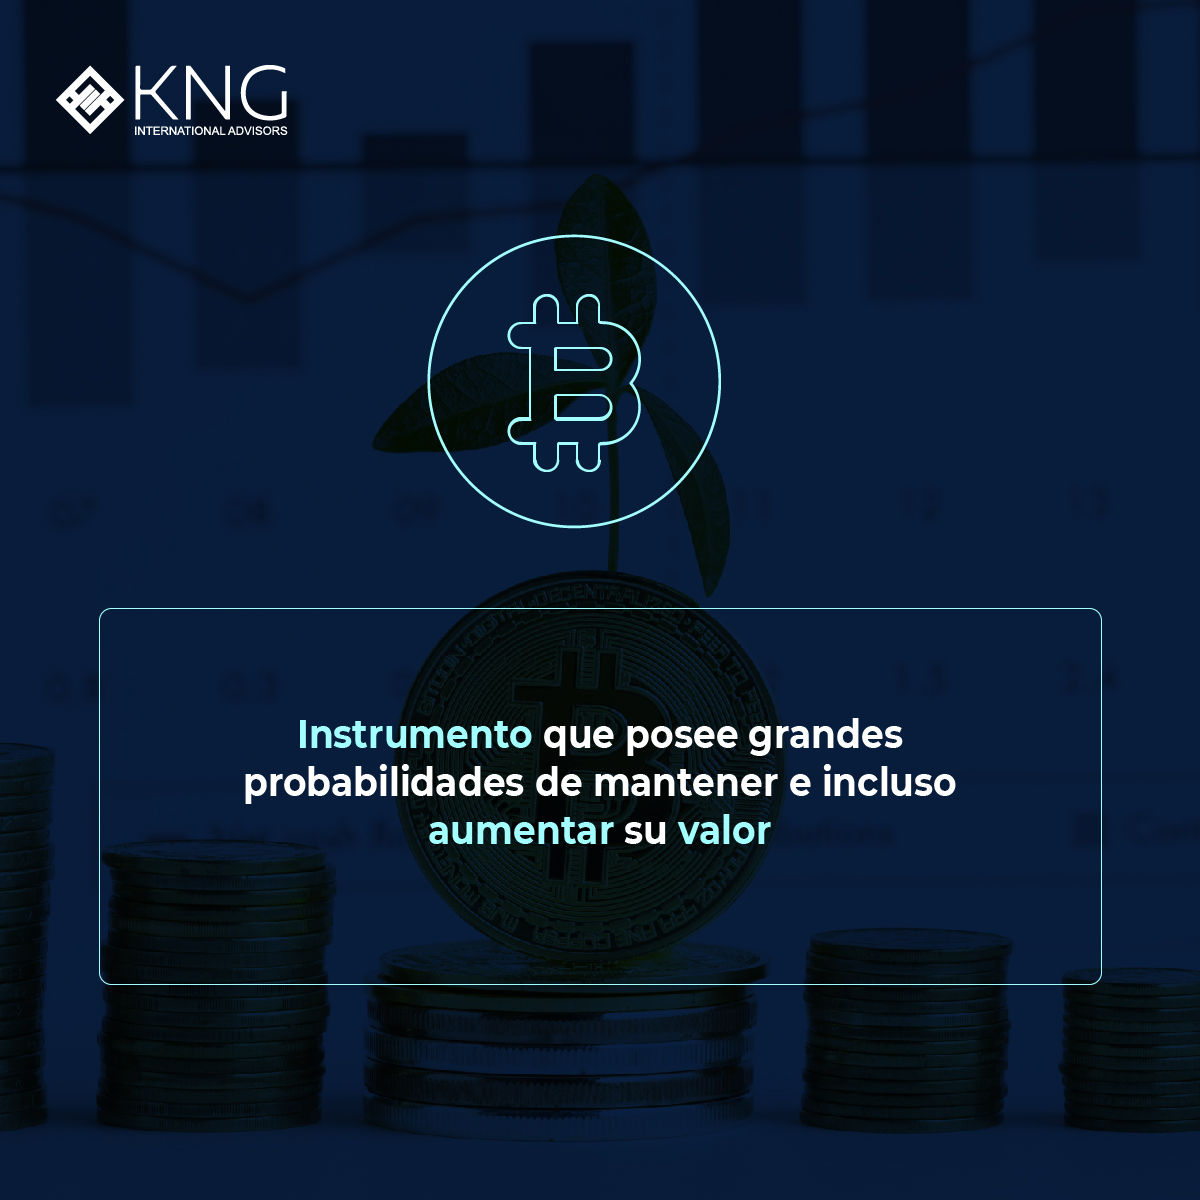 KNG
INTERNATIONAL ADVISORS
Instrumento que posee grandes
probabilidades de mantener e incluso
aumentar su valor